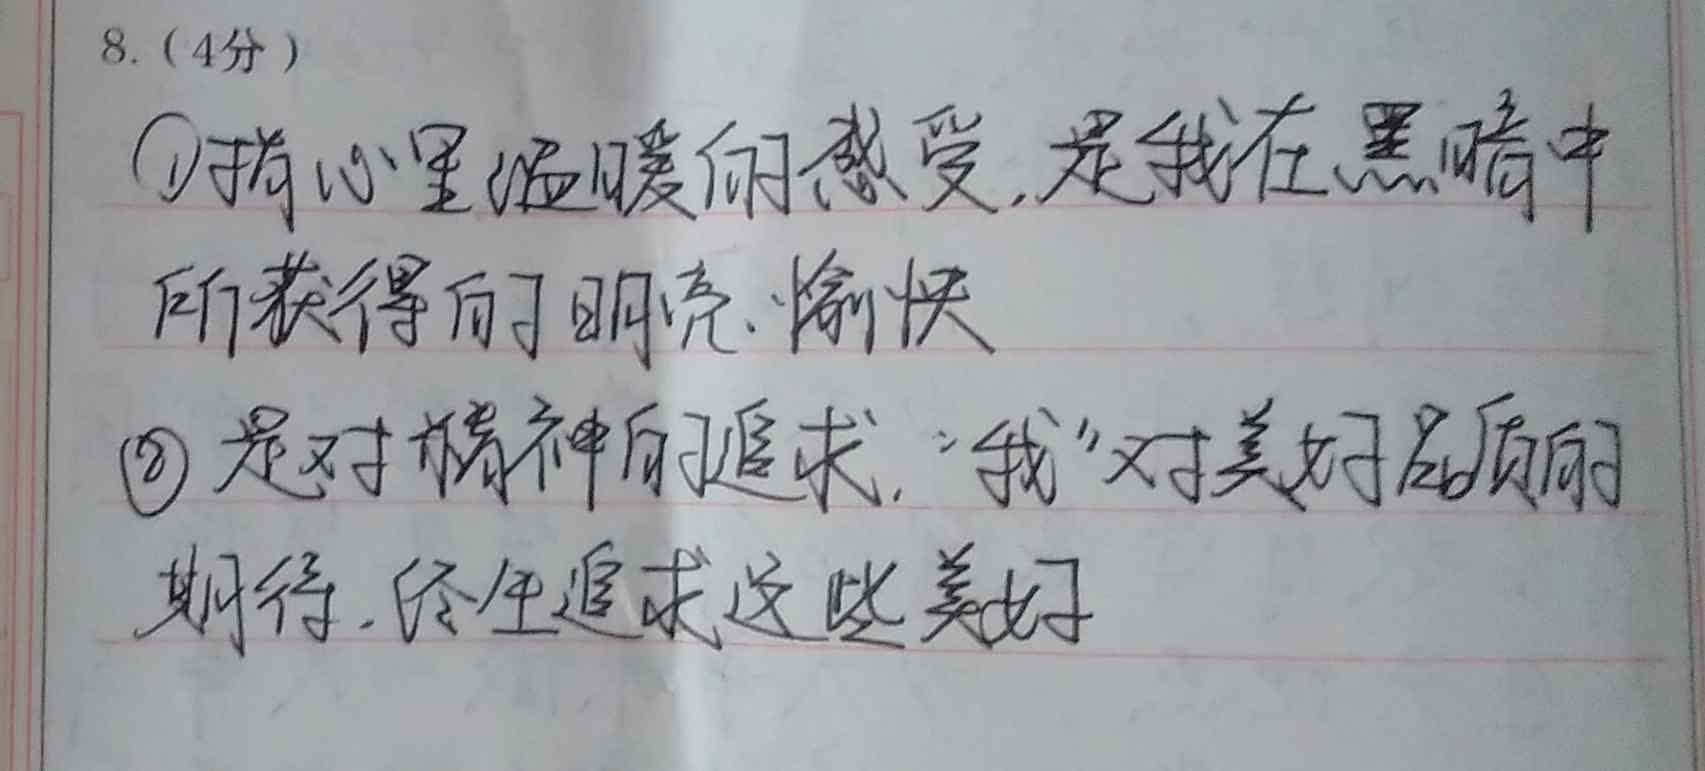 8.（4分）
①指心里温暖的感受.是我在黑暗中
所获得的明亮、愉快
②是对精神的追求.“我”对美好品质的
期待.终生追求这些美好